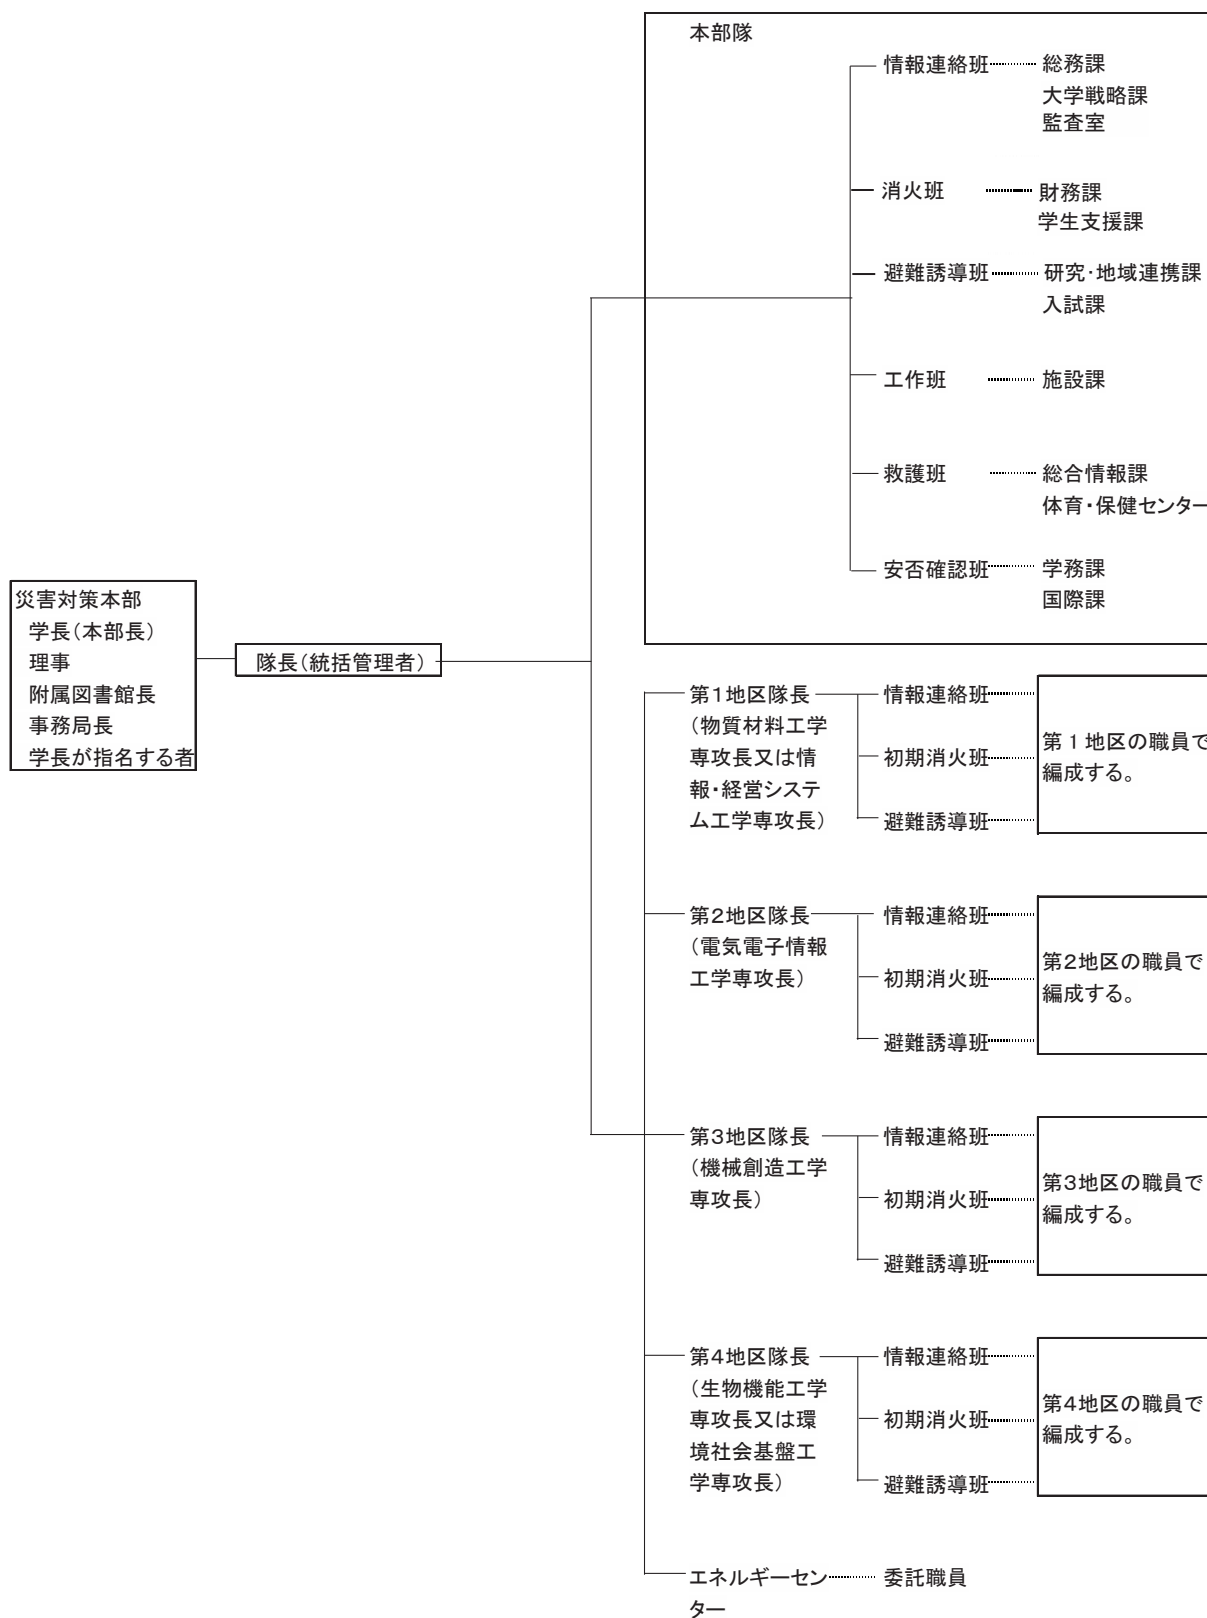 本部隊
情報連絡班 総務課
大学戦略課
監査室
消火班 財務課
学生支援課
避難誘導班 研究・地域連携課
入試課
工作班 施設課
救護班 総合情報課
体育・保健センター
安否確認班 学務課
国際課
災害対策本部
学長（本部長）
理事
附属図書館長
事務局長
学長が指名する者
隊長（統括管理者）
第１地区隊長
（物質材料工学
専攻長又は情
報・経営システ
ム工学専攻長）
情報連絡班
初期消火班
避難誘導班
第１地区の職員で
編成する。
第２地区隊長
（電気電子情報
工学専攻長）
情報連絡班
初期消火班
避難誘導班
第２地区の職員で
編成する。
第３地区隊長
（機械創造工学
専攻長）
情報連絡班
初期消火班
避難誘導班
第３地区の職員で
編成する。
第４地区隊長
（生物機能工学
専攻長又は環
境社会基盤工
学専攻長）
情報連絡班
初期消火班
避難誘導班
第４地区の職員で
編成する。
エネルギーセン
ター
委託職員